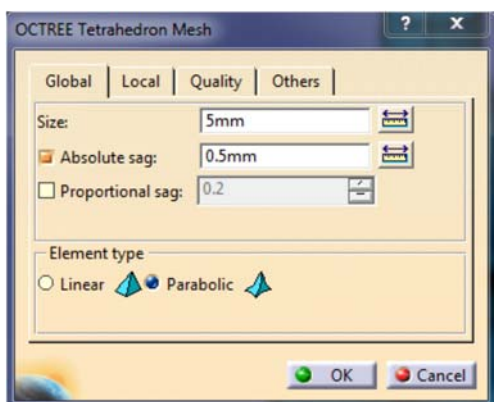 OCTREE Tetrahedron Mesh ? x
Global Local Quality Others
Size: 5mm
Absolute sag: 0.5mm
Proportional sag: 0.2
Element type
Linear Parabolic
OK Cancel